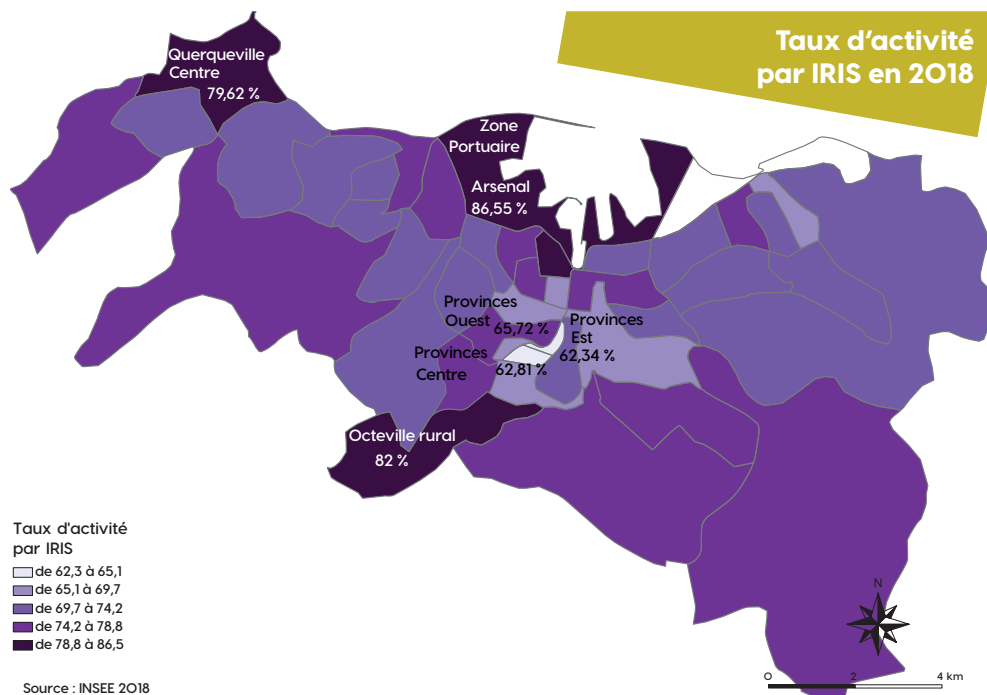 Taux d'activité
par IRIS en 2018
Querqueville
Centre
79,62 %
Zone
Portuaire
Arsenal
86,55 %
Provinces
Ouest
65,72 %
Provinces
Est
62,34 %
Provinces
Centre
62,81 %
Octeville rural
82 %
Taux d'activité
par IRIS
de 62,3 à 65,1
de 65,1 à 69,7
de 69,7 à 74,2
de 74,2 à 78,8
de 78,8 à 86,5
N
0 2 4 km
Source : INSEE 2018